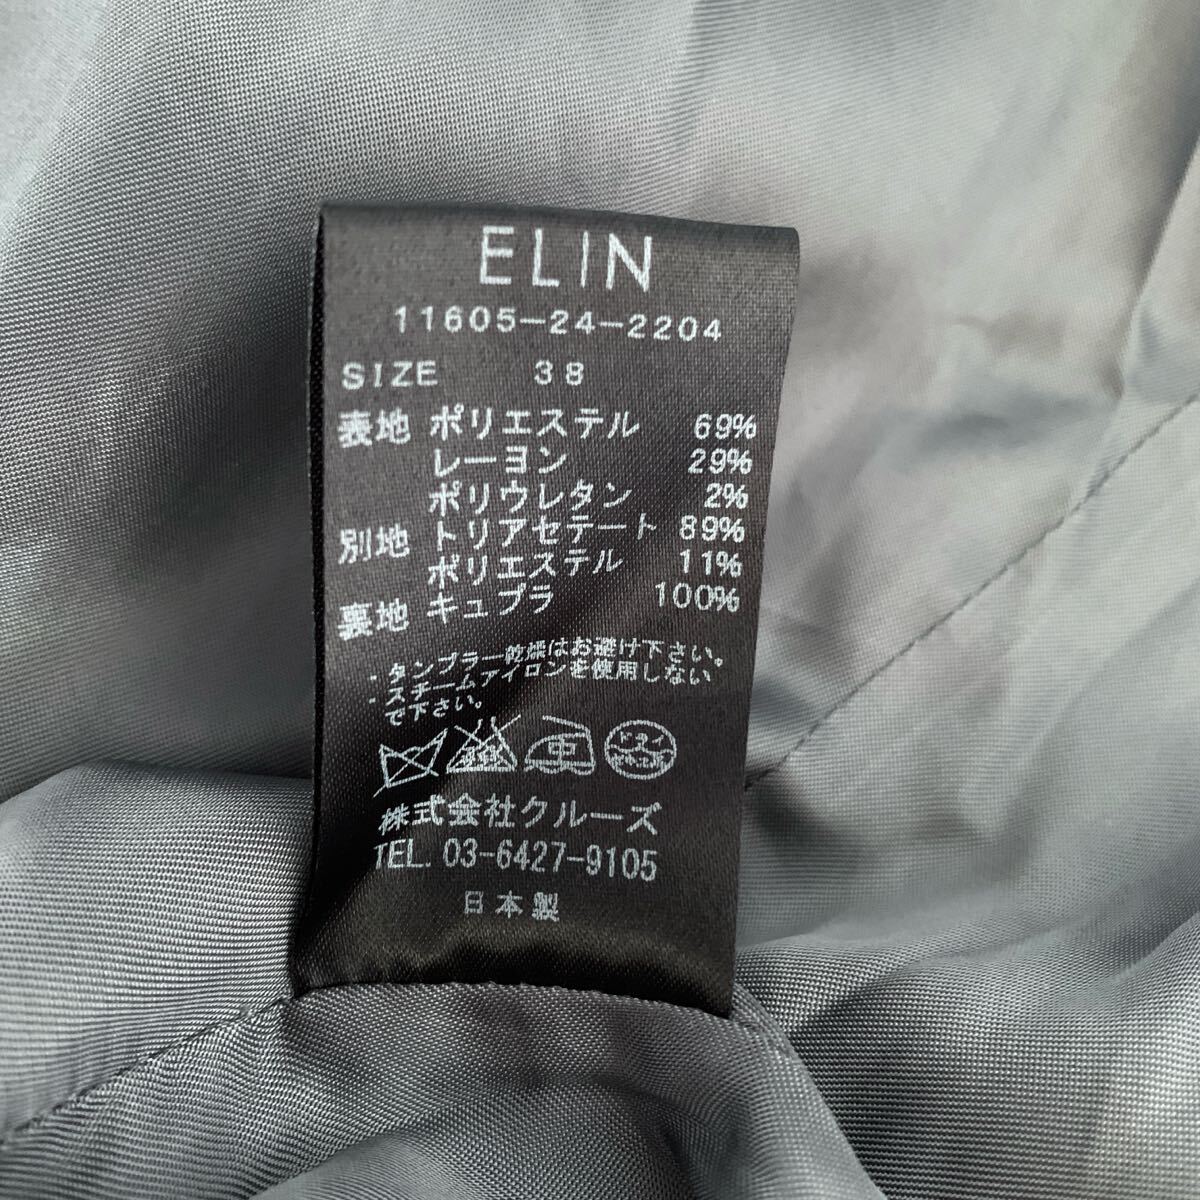 ELIN
11605-24-2204
SIZE 38
表地 ポリエステル 69%
レーヨン 29%
ポリウレタン 2%
別地 トリアセテート 89%
ポリエステル 11%
裏地 キュプラ 100%
・タンブラー乾燥はお避け下さい。
・スチームアイロンを使用しない
で下さい。
中 ドライ
株式会社クルーズ
TEL. 03-6427-9105
日本製